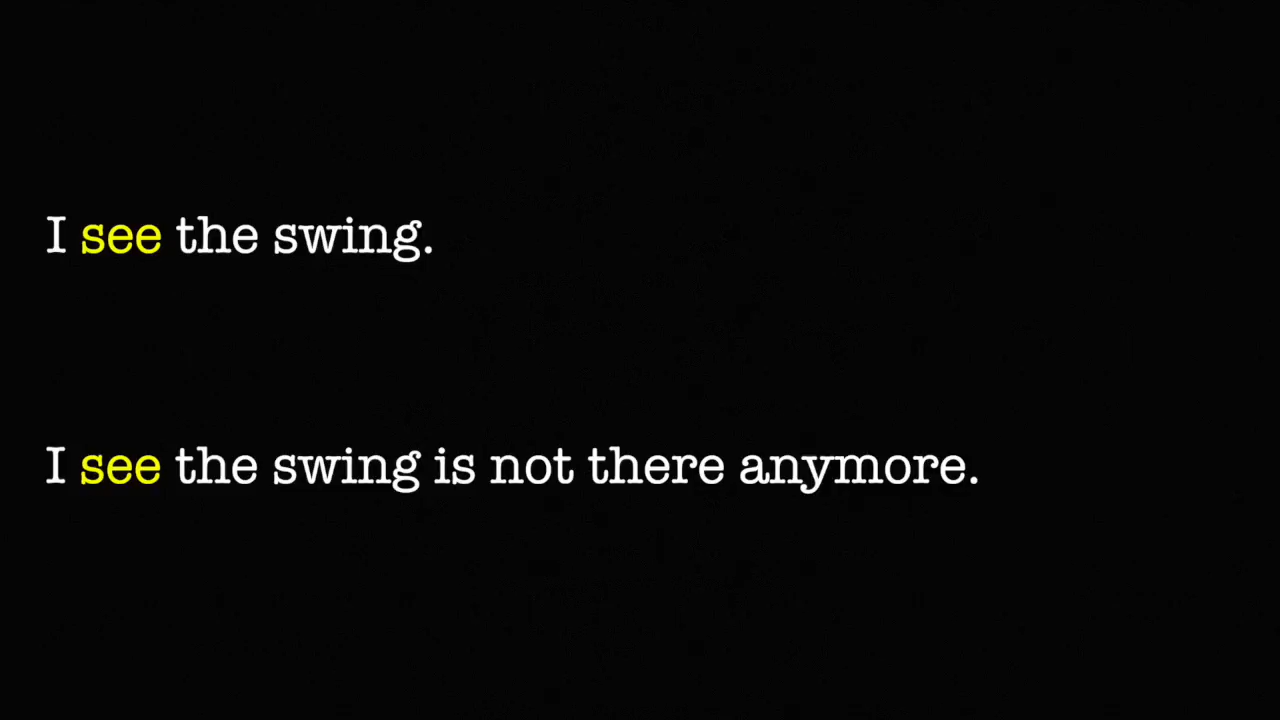 I see the swing.
I see the swing is not there anymore.